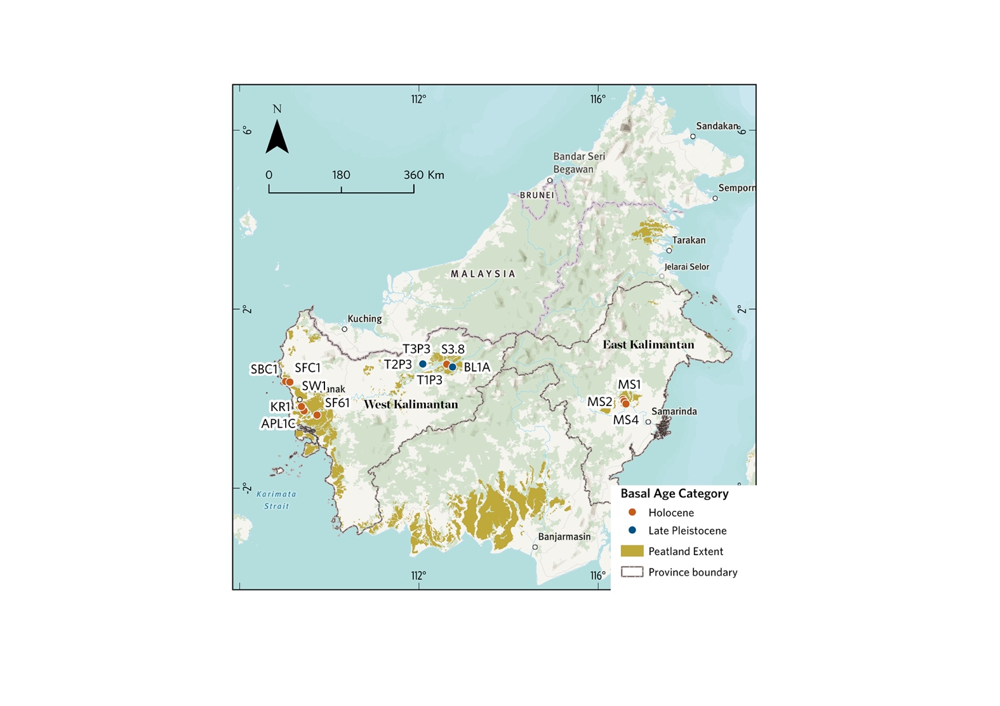 112°
116°
N
6°
6°
Sandakan
Bandar Seri
Begawan
0 180 360 Km
Semporn
BRUNEI
Tarakan
Jelarai Selor
MALAYSIA
2°
2°
Kuching
East Kalimantan
T3P3
S3.8
T2P3
BL1A
SBC1
SFC1
T1P3
SW1
anak
MS1
KR1
SF61
West Kalimantan
MS2
APL1C
MS4
Samarinda
-2°
Karimata
Strait
Basal Age Category
Holocene
Late Pleistocene
Banjarmasin
Peatland Extent
Province boundary
112°
116°